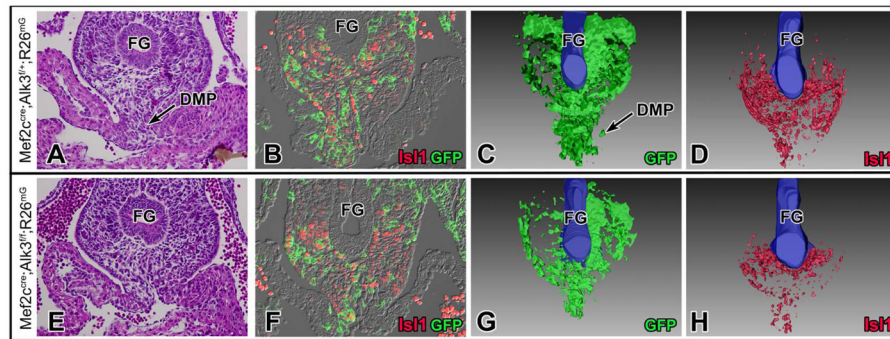 Mef2c^cre;Alk3^f/+;R26^mG
FG
DMP
A
FG
B
Isl1 GFP
FG
DMP
C
GFP
FG
D
Isl1
Mef2c^cre;Alk3^f/f;R26^mG
FG
E
FG
F
Isl1 GFP
FG
G
GFP
FG
H
Isl1